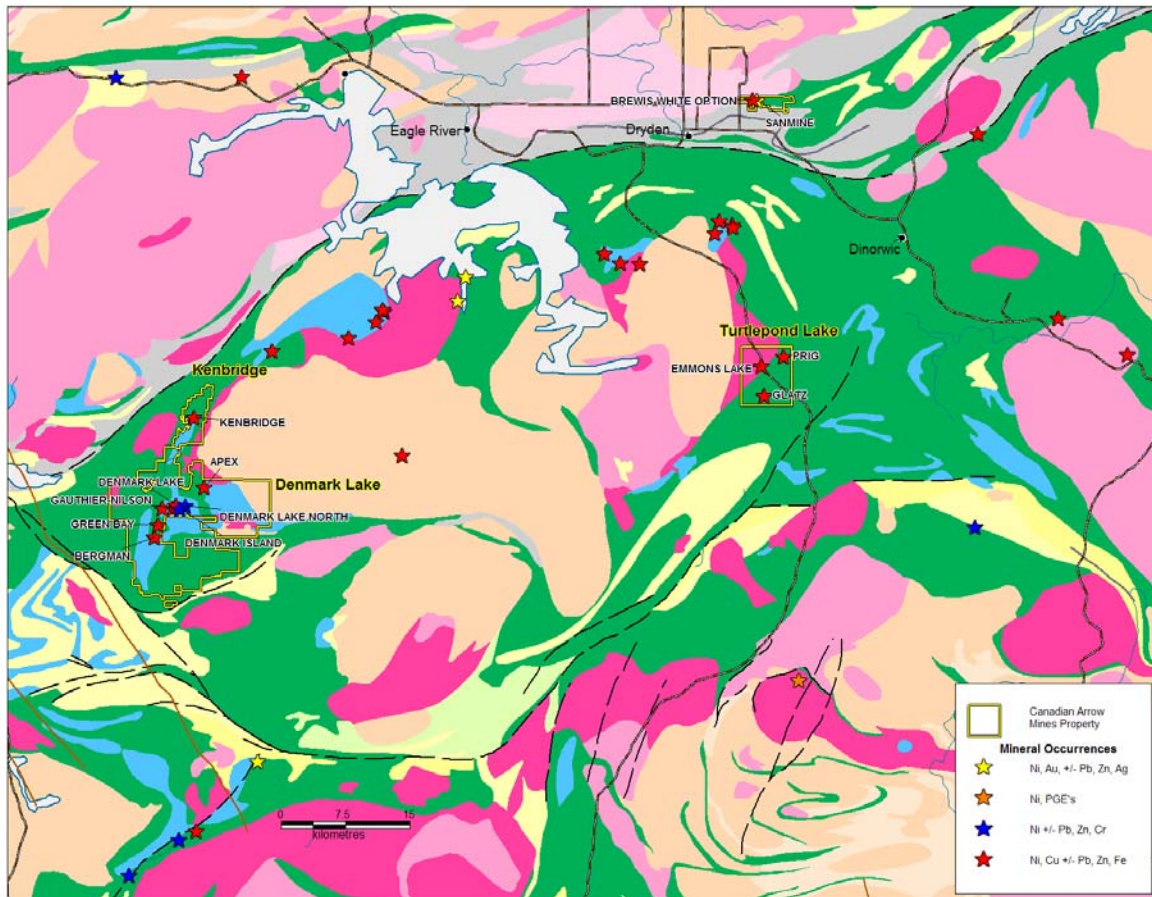 BREWIS-WHITE OPTION
SANMINE
Eagle River
Dryden
Dinorwic
Turtlepond Lake
PRIG
EMMONS LAKE
GLATZ
Kenbridge
KENBRIDGE
APEX
DENMARK LAKE
Denmark Lake
GAUTHIER-NILSON
DENMARK LAKE NORTH
GREEN BAY
DENMARK ISLAND
BERGMAN
0 7.5 15
kilometres
Canadian Arrow
Mines Property
Mineral Occurrences
Ni, Au, +/- Pb, Zn, Ag
Ni, PGE's
Ni +/- Pb, Zn, Cr
Ni, Cu +/- Pb, Zn, Fe